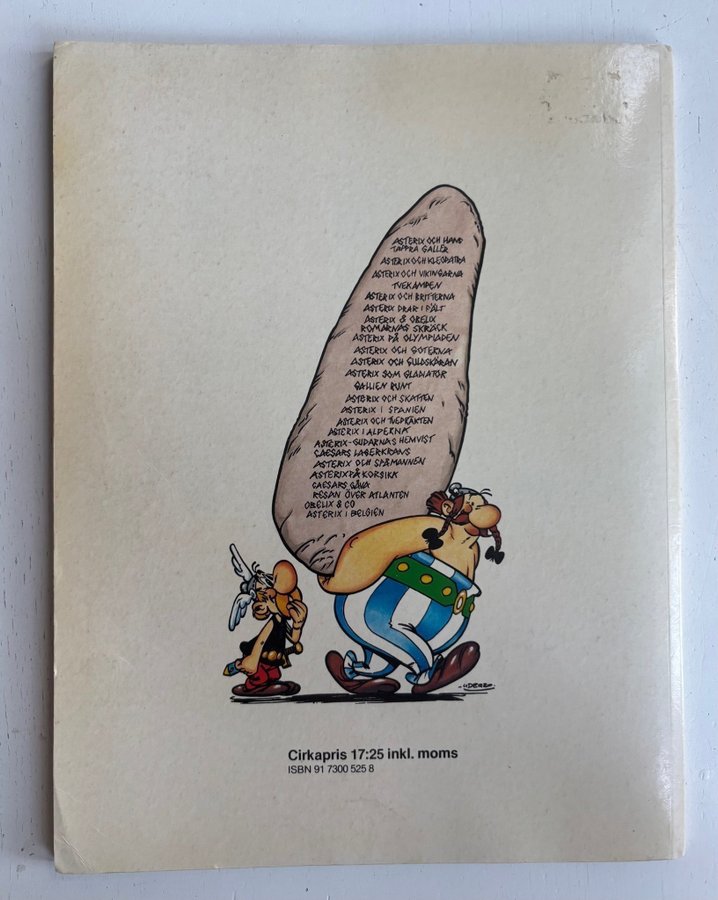 ASTERIX OCH HANS
TAPPRA GALLER
ASTERIX OCH KLEOPATRA
ASTERIX OCH VIKINGARNA
TVEKAMPEN
ASTERIX OCH BRITTERNA
ASTERIX DRAR I FÄLT
ASTERIX & OBELIX
ROMARNAS SKRÄCK
ASTERIX PÅ OLYMPIADEN
ASTERIX OCH GOTERNA
ASTERIX OCH GULDSKÄRAN
ASTERIX SOM GLADIATOR
GALLIEN RUNT
ASTERIX OCH SKATTEN
ASTERIX I SPANIEN
ASTERIX OCH TVEDRÄKTEN
ASTERIX I ALPERNA
ASTERIX-GUDARNAS HEMVIST
CAESARS LAGERKRANS
ASTERIX OCH SPÅMANNEN
ASTERIX PÅ KORSIKA
CAESARS GÅVA
RESAN ÖVER ATLANTEN
OBELIX & CO
ASTERIX I BELGIEN
UDERZO
Cirkapris 17:25 inkl. moms
ISBN 91 7300 525 8